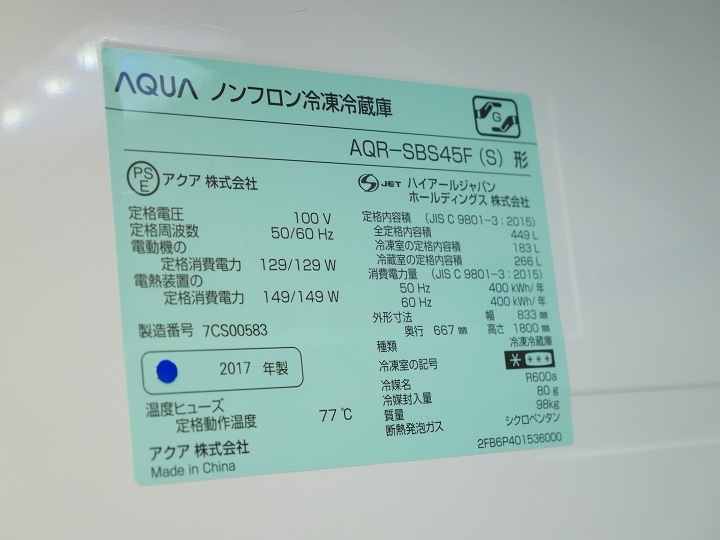 AQUA ノンフロン冷凍冷蔵庫
G
AQR-SBS45F (S) 形
PS E アクア 株式会社
定格電圧 100 V
定格周波数 50/60 Hz
電動機の
定格消費電力 129/129 W
電熱装置の
定格消費電力 149/149 W
製造番号 7CS00583
2017 年製
温度ヒューズ
定格動作温度 77 ℃
アクア 株式会社
Made in China
S JET ハイアールジャパン
ホールディングス 株式会社
定格内容積 (JIS C 9801-3 : 2015)
全定格内容積 449 L
冷凍室の定格内容積 183 L
冷蔵室の定格内容積 266 L
消費電力量 (JIS C 9801-3 : 2015)
50 Hz 400 kWh/年
60 Hz 400 kWh/年
外形寸法 幅 833 ㎜
奥行 667 ㎜ 高さ 1800 ㎜
種類 冷凍冷蔵庫
冷凍室の記号 * ***
冷媒名 R600a
冷媒封入量 80 g
質量 98kg
断熱発泡ガス シクロペンタン
2FB6P401536000